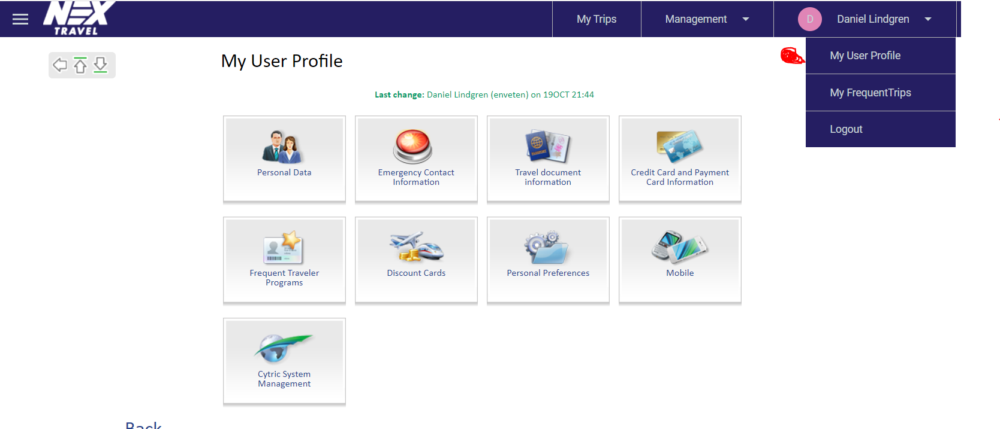 NEX
TRAVEL
My Trips
Management
D
Daniel Lindgren
My User Profile
My FrequentTrips
Logout
My User Profile
Last change: Daniel Lindgren (enveten) on 19OCT 21:44
Personal Data
Emergency Contact
Information
Travel document
information
Credit Card and Payment
Card Information
Frequent Traveler
Programs
Discount Cards
Personal Preferences
Mobile
Cytric System
Management
Back